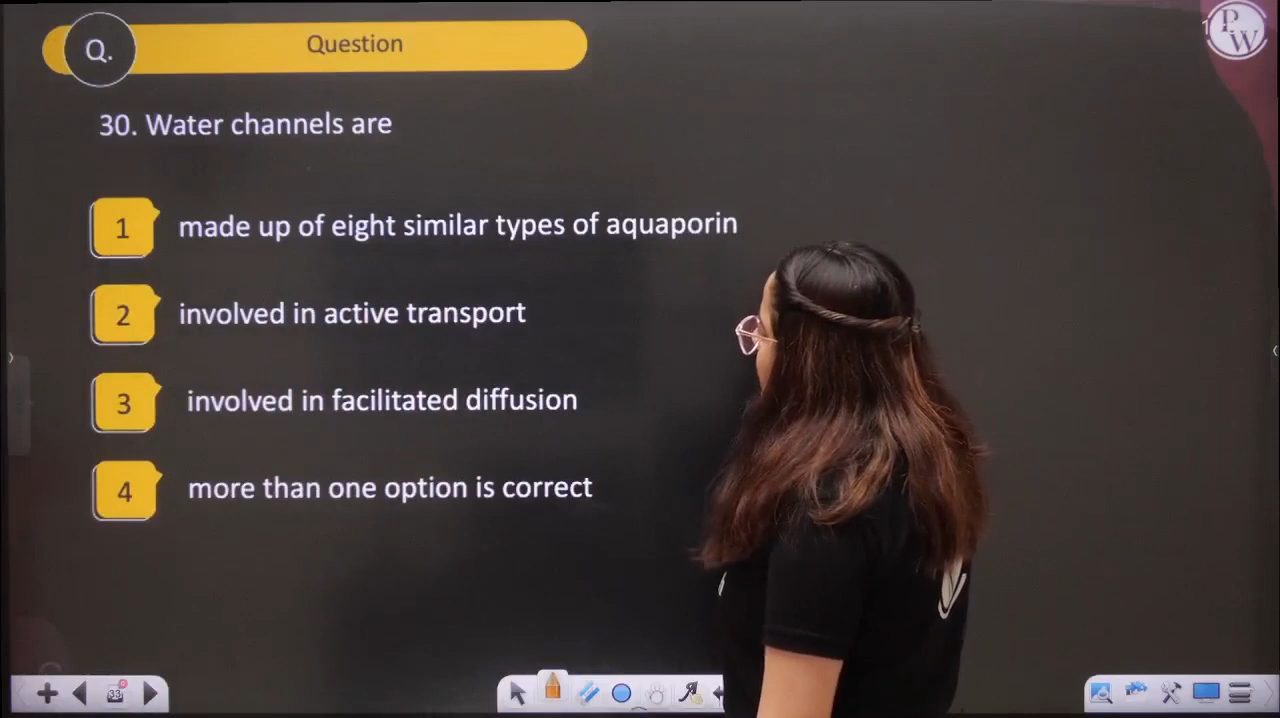 Q.
Question
PW
30. Water channels are
1 made up of eight similar types of aquaporin
2 involved in active transport
3 involved in facilitated diffusion
4 more than one option is correct
33